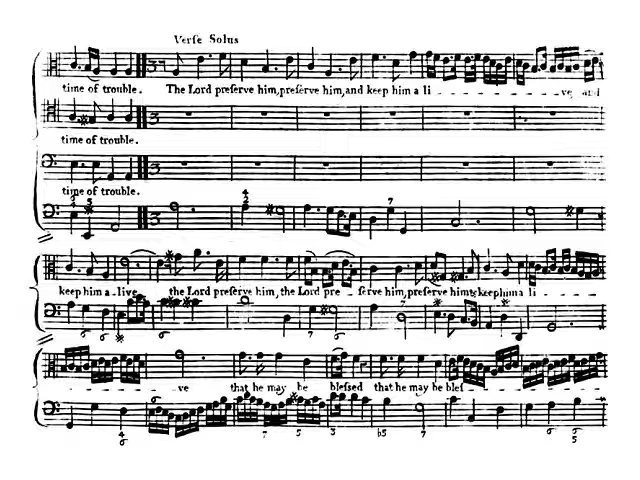 Verſe Solus
time of trouble. The Lord preſerve him, preſerve him, and keep him a li - - - - ve, and
time of trouble.
time of trouble.
keep him a - live. the Lord preſerve him, the Lord pre - ſerve him, preſerve him & keep him a li - - - -
ve that he may be bleſsed that he may be bleſ - - - -